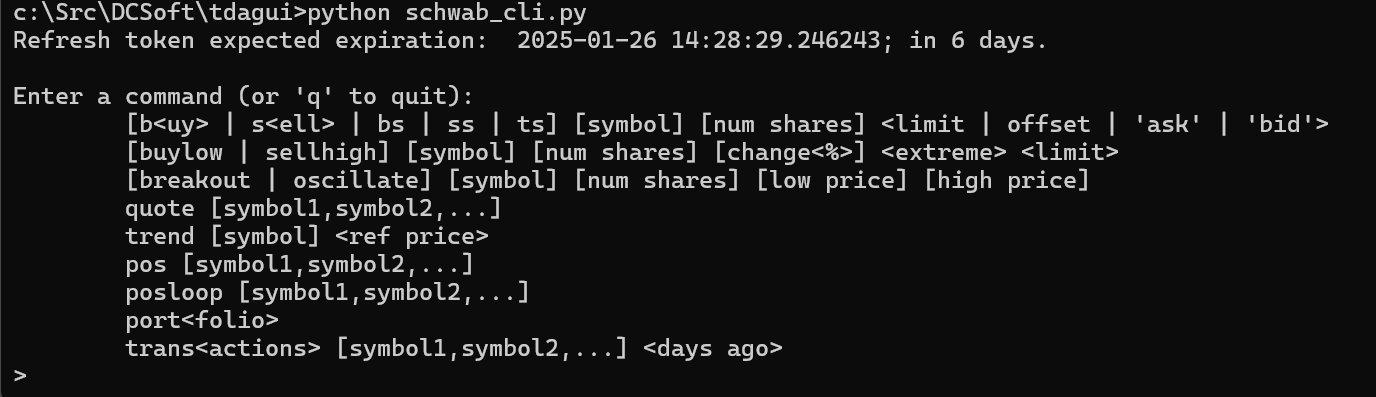 c:\Src\DCSoft\tdagui>python schwab_cli.py
Refresh token expected expiration:  2025-01-26 14:28:29.246243; in 6 days.

Enter a command (or 'q' to quit):
        [b<uy> | s<ell> | bs | ss | ts] [symbol] [num shares] <limit | offset | 'ask' | 'bid'>
        [buylow | sellhigh] [symbol] [num shares] [change<%>] <extreme> <limit>
        [breakout | oscillate] [symbol] [num shares] [low price] [high price]
        quote [symbol1,symbol2,...]
        trend [symbol] <ref price>
        pos [symbol1,symbol2,...]
        posloop [symbol1,symbol2,...]
        port<folio>
        trans<actions> [symbol1,symbol2,...] <days ago>
>